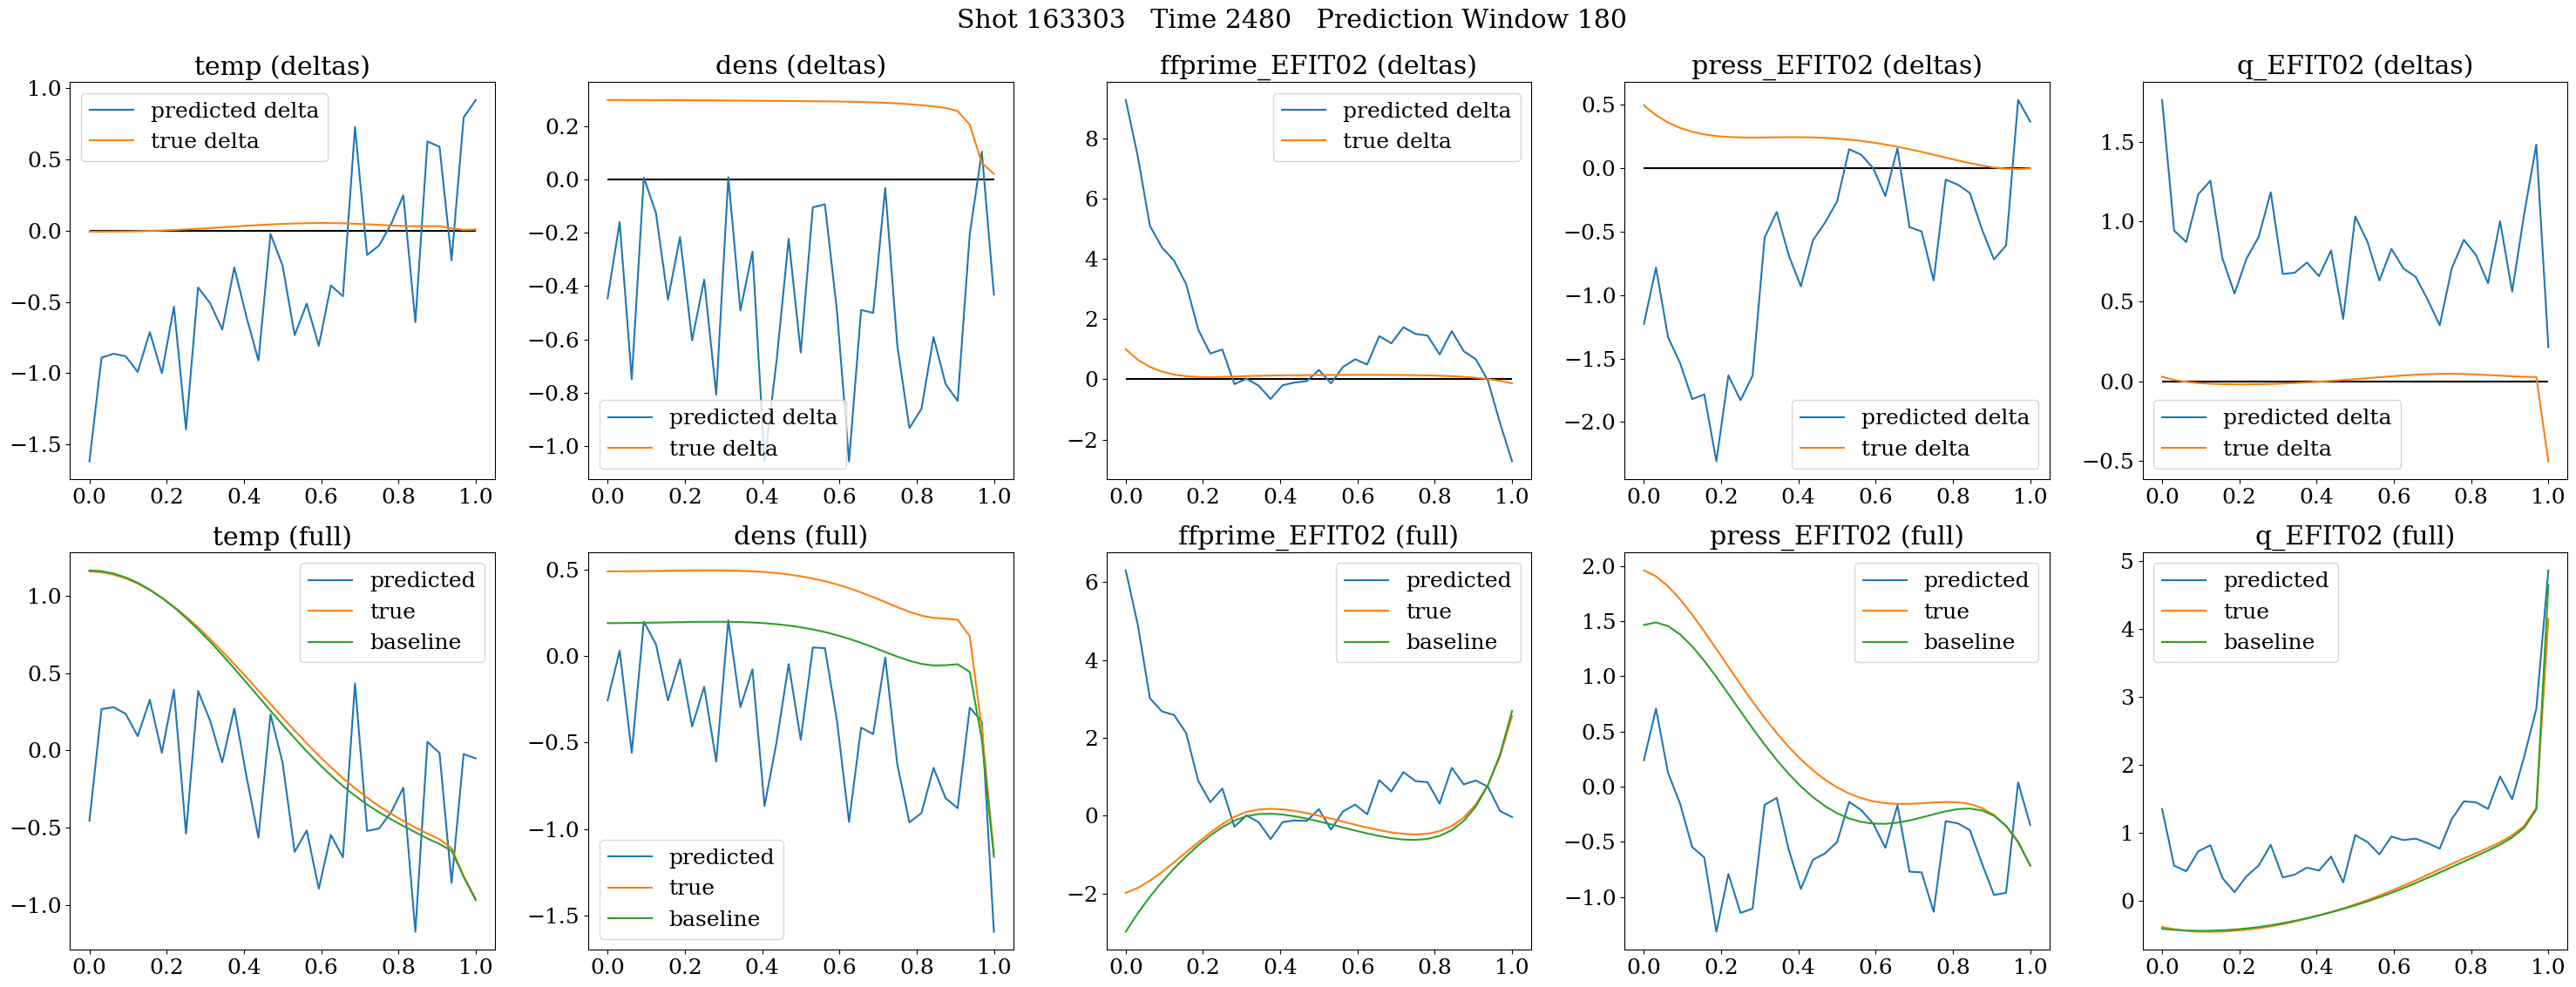 Shot 163303   Time 2480   Prediction Window 180
temp (deltas)
1.0
0.5
0.0
−0.5
−1.0
−1.5
predicted delta
true delta
0.0 0.2 0.4 0.6 0.8 1.0
dens (deltas)
0.2
0.0
−0.2
−0.4
−0.6
−0.8
−1.0
predicted delta
true delta
0.0 0.2 0.4 0.6 0.8 1.0
ffprime_EFIT02 (deltas)
8
6
4
2
0
−2
predicted delta
true delta
0.0 0.2 0.4 0.6 0.8 1.0
press_EFIT02 (deltas)
0.5
0.0
−0.5
−1.0
−1.5
−2.0
predicted delta
true delta
0.0 0.2 0.4 0.6 0.8 1.0
q_EFIT02 (deltas)
1.5
1.0
0.5
0.0
−0.5
predicted delta
true delta
0.0 0.2 0.4 0.6 0.8 1.0
temp (full)
1.0
0.5
0.0
−0.5
−1.0
predicted
true
baseline
0.0 0.2 0.4 0.6 0.8 1.0
dens (full)
0.5
0.0
−0.5
−1.0
−1.5
predicted
true
baseline
0.0 0.2 0.4 0.6 0.8 1.0
ffprime_EFIT02 (full)
6
4
2
0
−2
predicted
true
baseline
0.0 0.2 0.4 0.6 0.8 1.0
press_EFIT02 (full)
2.0
1.5
1.0
0.5
0.0
−0.5
−1.0
predicted
true
baseline
0.0 0.2 0.4 0.6 0.8 1.0
q_EFIT02 (full)
5
4
3
2
1
0
predicted
true
baseline
0.0 0.2 0.4 0.6 0.8 1.0